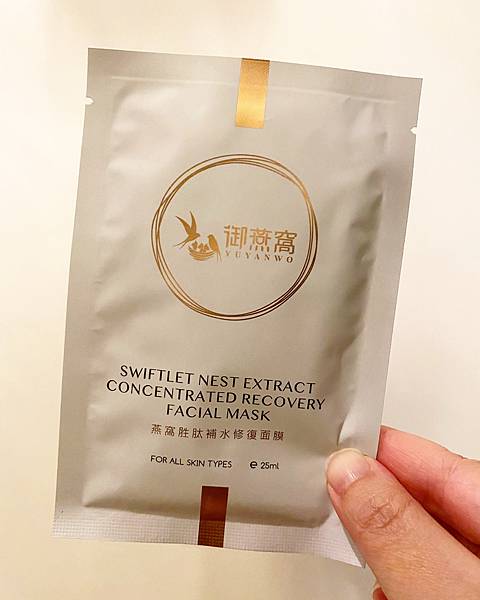 御燕窩
YUYANWO
SWIFTLET NEST EXTRACT
CONCENTRATED RECOVERY
FACIAL MASK
燕窩胜肽補水修復面膜
FOR ALL SKIN TYPES ℮ 25ml